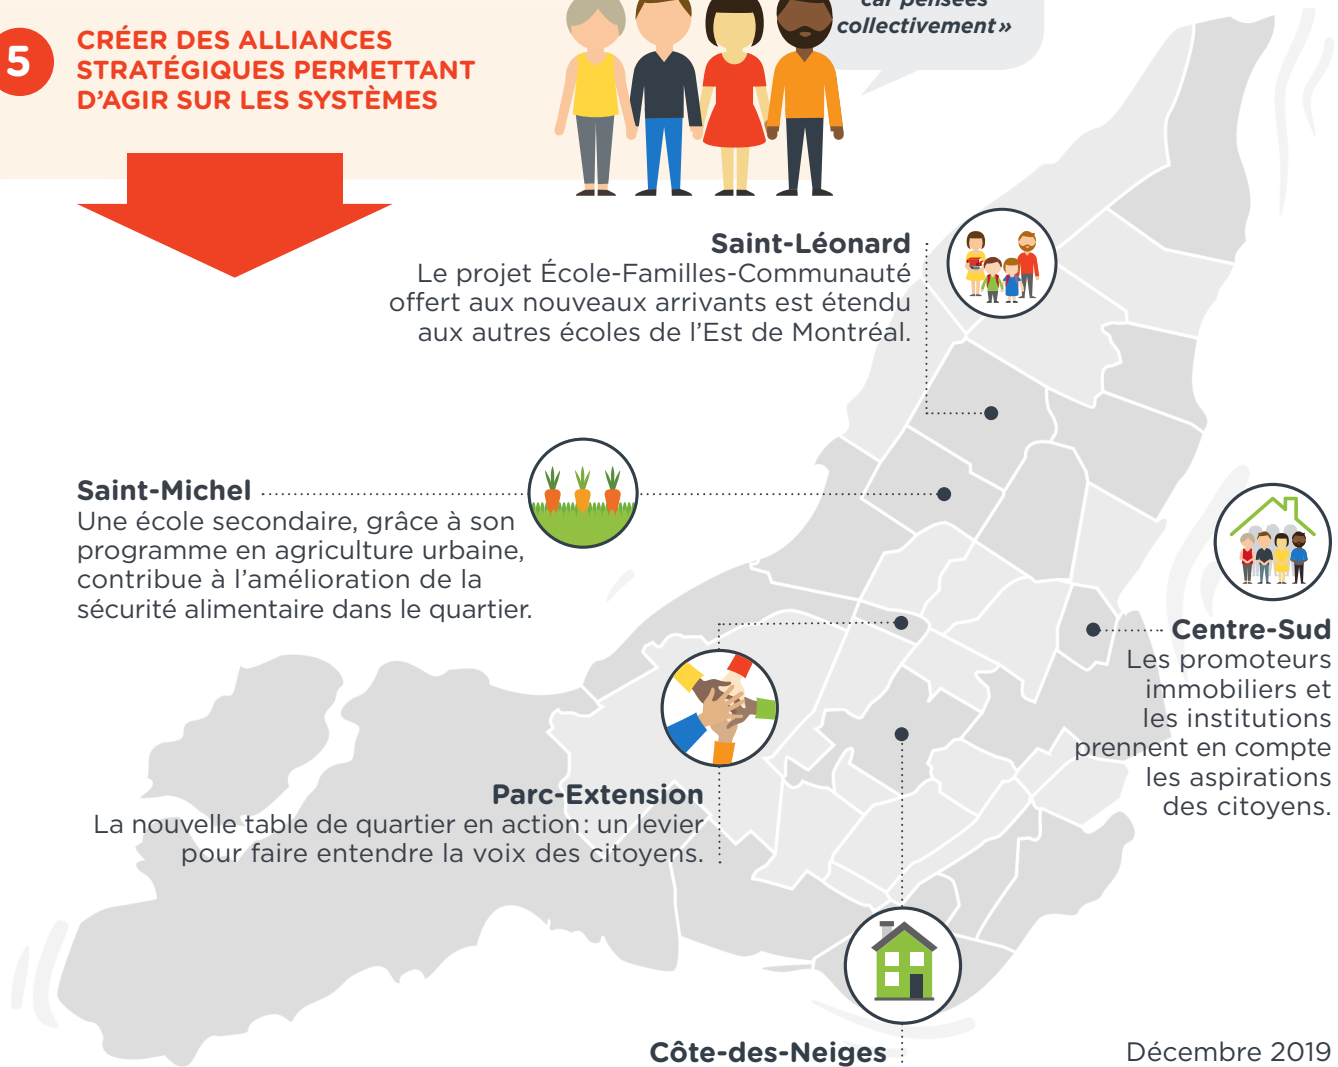 car pensées
collectivement »
5
CRÉER DES ALLIANCES
STRATÉGIQUES PERMETTANT
D’AGIR SUR LES SYSTÈMES
Saint-Léonard
Le projet École-Familles-Communauté
offert aux nouveaux arrivants est étendu
aux autres écoles de l’Est de Montréal.
Saint-Michel
Une école secondaire, grâce à son
programme en agriculture urbaine,
contribue à l’amélioration de la
sécurité alimentaire dans le quartier.
Centre-Sud
Les promoteurs
immobiliers et
les institutions
prennent en compte
les aspirations
des citoyens.
Parc-Extension
La nouvelle table de quartier en action : un levier
pour faire entendre la voix des citoyens.
Côte-des-Neiges
Décembre 2019